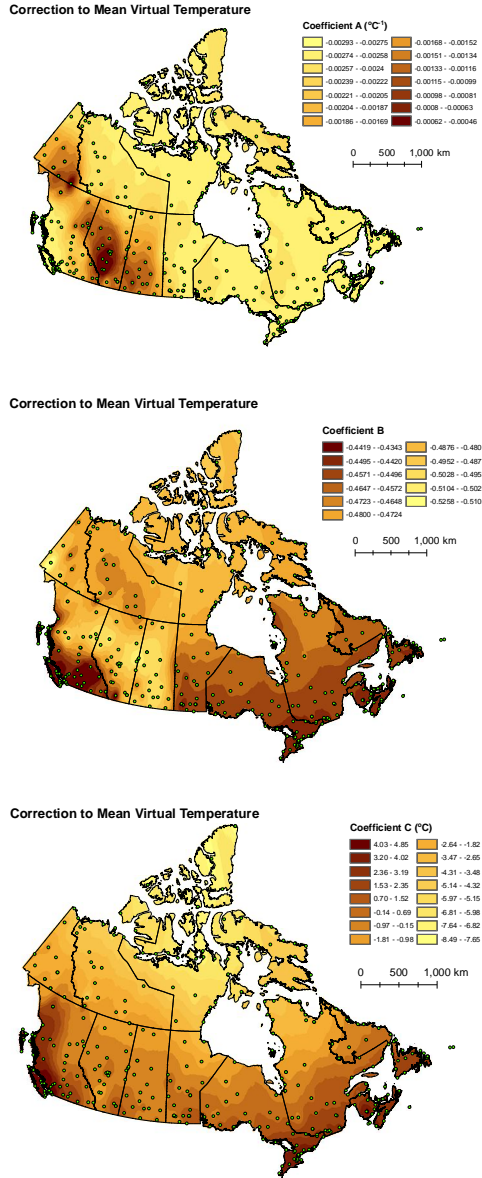 Correction to Mean Virtual Temperature
Coefficient A (°C-1)
-0.00293 - -0.00275 -0.00168 - -0.00152
-0.00274 - -0.00258 -0.00151 - -0.00134
-0.00257 - -0.0024 -0.00133 - -0.00116
-0.00239 - -0.00222 -0.00115 - -0.00099
-0.00221 - -0.00205 -0.00098 - -0.00081
-0.00204 - -0.00187 -0.0008 - -0.00063
-0.00186 - -0.00169 -0.00062 - -0.00046
0 500 1,000 km
Correction to Mean Virtual Temperature
Coefficient B
-0.4419 - -0.4343 -0.4876 - -0.480
-0.4495 - -0.4420 -0.4952 - -0.487
-0.4571 - -0.4496 -0.5028 - -0.495
-0.4647 - -0.4572 -0.5104 - -0.502
-0.4723 - -0.4648 -0.5258 - -0.510
-0.4800 - -0.4724
0 500 1,000 km
Correction to Mean Virtual Temperature
Coefficient C (°C)
4.03 - 4.85 -2.64 - -1.82
3.20 - 4.02 -3.47 - -2.65
2.36 - 3.19 -4.31 - -3.48
1.53 - 2.35 -5.14 - -4.32
0.70 - 1.52 -5.97 - -5.15
-0.14 - 0.69 -6.81 - -5.98
-0.97 - -0.15 -7.64 - -6.82
-1.81 - -0.98 -8.49 - -7.65
0 500 1,000 km